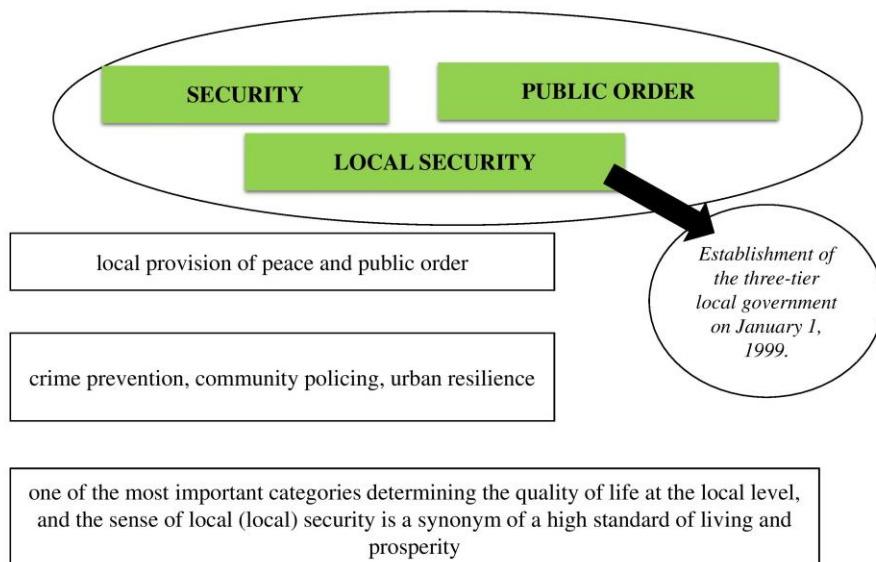 SECURITY
PUBLIC ORDER
LOCAL SECURITY
Establishment of
the three-tier
local government
on January 1,
1999.
local provision of peace and public order
crime prevention, community policing, urban resilience
one of the most important categories determining the quality of life at the local level,
and the sense of local (local) security is a synonym of a high standard of living and
prosperity